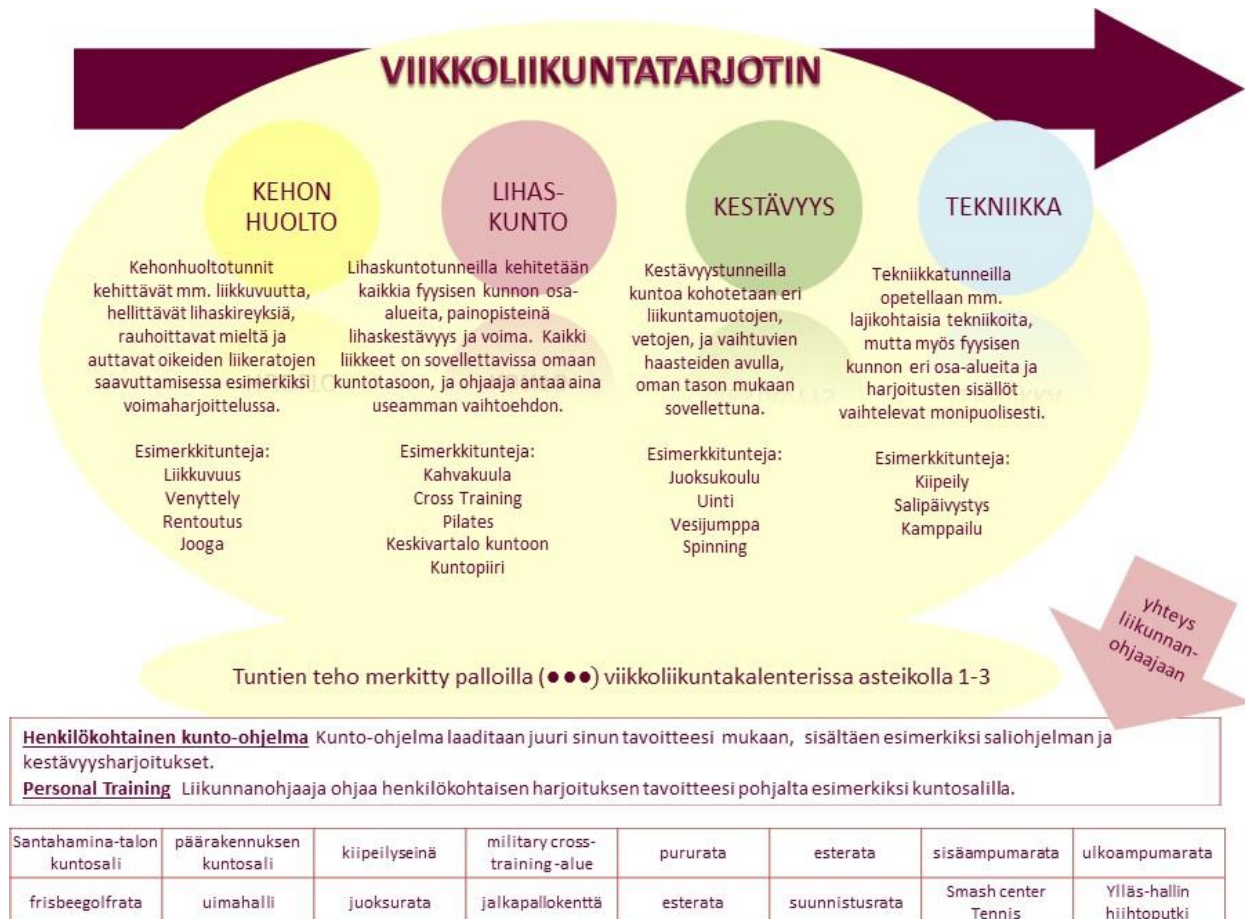 VIIKKOLIIKUNTATARJOTIN
KEHON
HUOLTO
Kehonhuoltotunnit
kehittävät mm. liikkuvuutta,
hellittävät lihaskireyksiä,
rauhoittavat mieltä ja
auttavat oikeiden liikeratojen
saavuttamisessa esimerkiksi
voimaharjoittelussa.
Esimerkkitunteja:
Liikkuvuus
Venyttely
Rentoutus
Jooga
LIHAS-
KUNTO
Lihaskuntotunneilla kehitetään
kaikkia fyysisen kunnon osa-
alueita, painopisteinä
lihaskestävyys ja voima. Kaikki
liikkeet on sovellettavissa omaan
kuntotasoon, ja ohjaaja antaa aina
useamman vaihtoehdon.
Esimerkkitunteja:
Kahvakuula
Cross Training
Pilates
Keskivartalo kuntoon
Kuntopiiri
KESTÄVYYS
Kestävyystunneilla
kuntoa kohotetaan eri
liikuntamuotojen,
vetojen, ja vaihtuvien
haasteiden avulla,
oman tason mukaan
sovellettuna.
Esimerkkitunteja:
Juoksukoulu
Uinti
Vesijumppa
Spinning
TEKNIIKKA
Tekniikkatunneilla
opetellaan mm.
lajikohtaisia tekniikoita,
mutta myös fyysisen
kunnon eri osa-alueita ja
harjoitusten sisällöt
vaihtelevat monipuolisesti.
Esimerkkitunteja:
Kiipeily
Salipäivystys
Kamppailu
yhteys
liikunnan-
ohjaajaan
Tuntien teho merkitty palloilla (●●●) viikkoliikuntakalenterissa asteikolla 1-3
Henkilökohtainen kunto-ohjelma Kunto-ohjelma laaditaan juuri sinun tavoitteesi mukaan, sisältäen esimerkiksi saliohjelman ja
kestävyysharjoitukset.
Personal Training Liikunnanohjaaja ohjaa henkilökohtaisen harjoituksen tavoitteesi pohjalta esimerkiksi kuntosalilla.
Santahamina-talon
kuntosali
päärakennuksen
kuntosali
kiipeilyseinä
military cross-
training -alue
pururata
esterata
sisäampumarata
ulkoampumarata
frisbeegolfrata
uimahalli
juoksurata
jalkapallokenttä
esterata
suunnistusrata
Smash center
Tennis
Ylläs-hallin
hiihtoputki